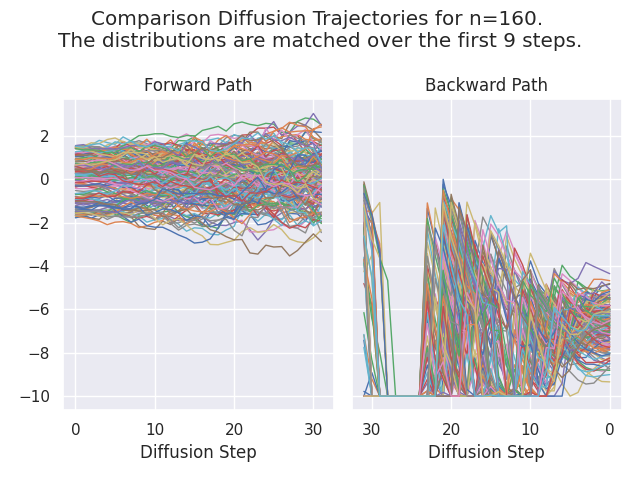 Comparison Diffusion Trajectories for n=160.
The distributions are matched over the first 9 steps.
Forward Path
Backward Path
2
0
−2
−4
−6
−8
−10
0 10 20 30
30 20 10 0
Diffusion Step
Diffusion Step